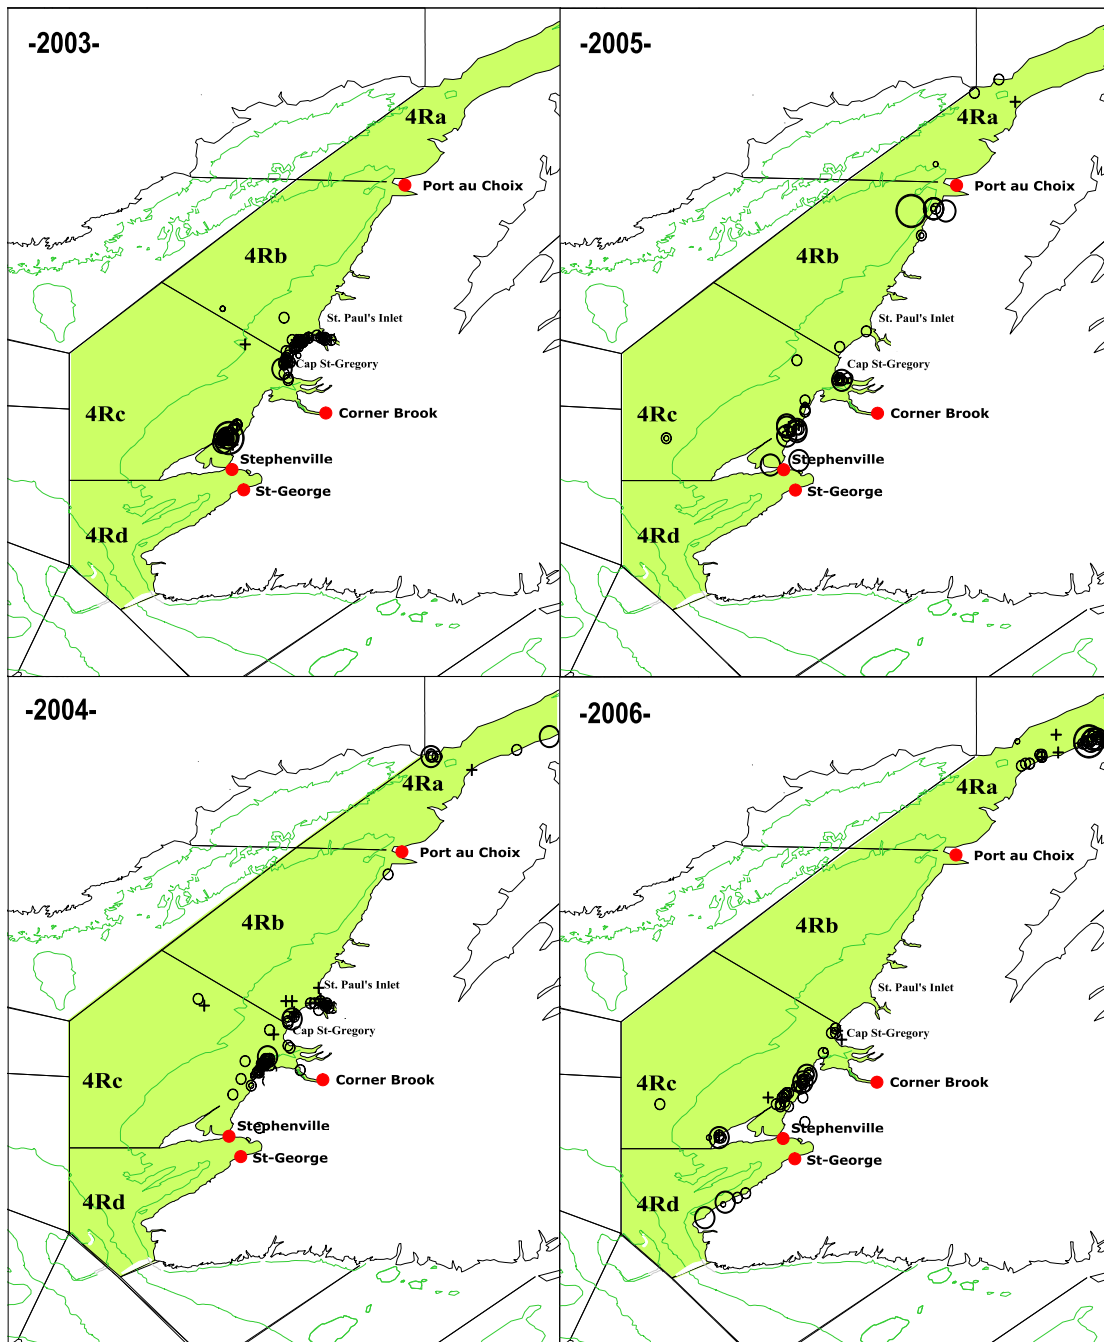 -2003-
4Ra
Port au Choix
4Rb
St. Paul's Inlet
Cap St-Gregory
4Rc
Corner Brook
Stephenville
St-George
4Rd
-2005-
4Ra
Port au Choix
4Rb
St. Paul's Inlet
Cap St-Gregory
4Rc
Corner Brook
Stephenville
St-George
4Rd
-2004-
4Ra
Port au Choix
4Rb
St. Paul's Inlet
Cap St-Gregory
4Rc
Corner Brook
Stephenville
St-George
4Rd
-2006-
4Ra
Port au Choix
4Rb
St. Paul's Inlet
Cap St-Gregory
4Rc
Corner Brook
Stephenville
St-George
4Rd